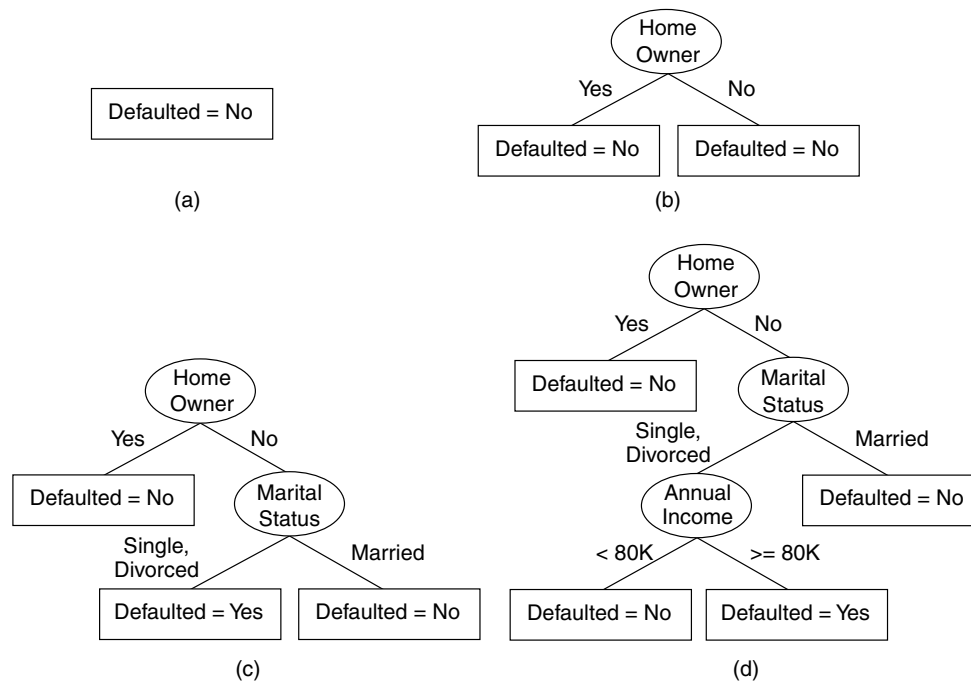 Defaulted = No
(a)
Home
Owner
Yes
No
Defaulted = No
Defaulted = No
(b)
Home
Owner
Yes
No
Defaulted = No
Marital
Status
Single,
Divorced
Married
Defaulted = Yes
Defaulted = No
(c)
Home
Owner
Yes
No
Defaulted = No
Marital
Status
Single,
Divorced
Married
Annual
Income
Defaulted = No
< 80K
>= 80K
Defaulted = No
Defaulted = Yes
(d)